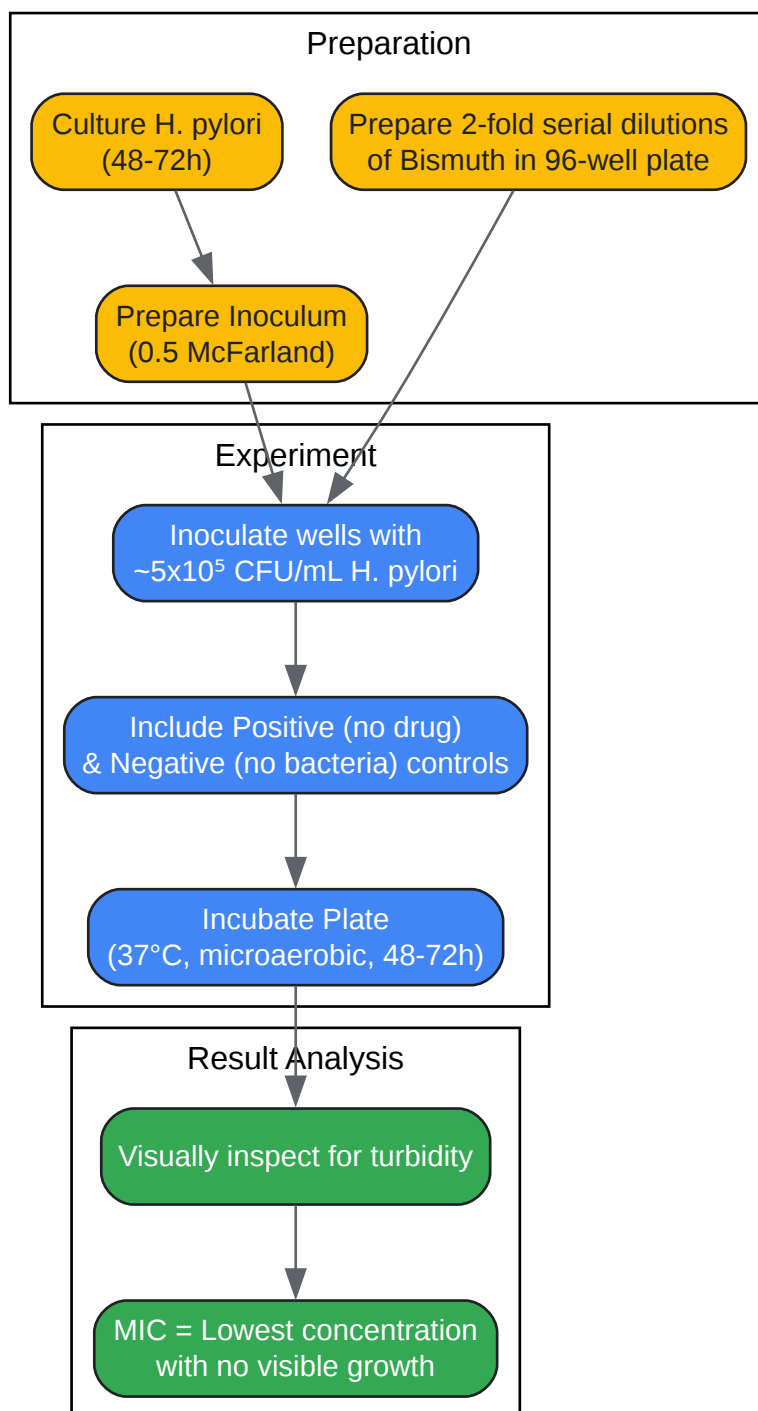 Preparation
Culture H. pylori
(48-72h)
Prepare 2-fold serial dilutions
of Bismuth in 96-well plate
Prepare Inoculum
(0.5 McFarland)
Experiment
Inoculate wells with
~5x10⁵ CFU/mL H. pylori
Include Positive (no drug)
& Negative (no bacteria) controls
Incubate Plate
(37°C, microaerobic, 48-72h)
Result Analysis
Visually inspect for turbidity
MIC = Lowest concentration
with no visible growth